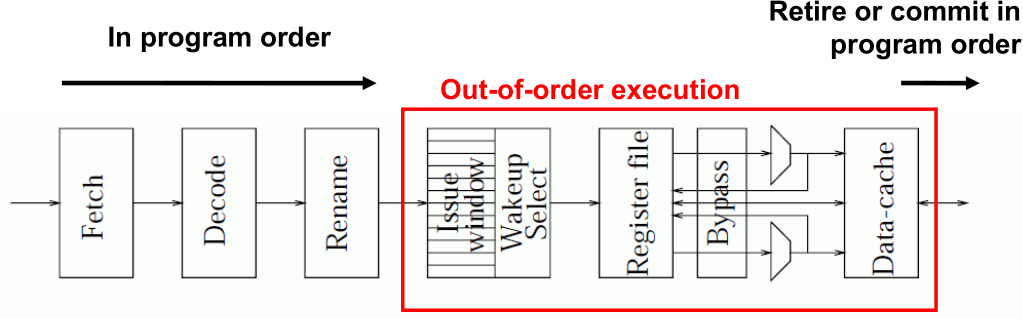 In program order
Retire or commit in
program order
Out-of-order execution
Fetch
Decode
Rename
Issue
window
Wakeup
Select
Register file
Bypass
Data-cache